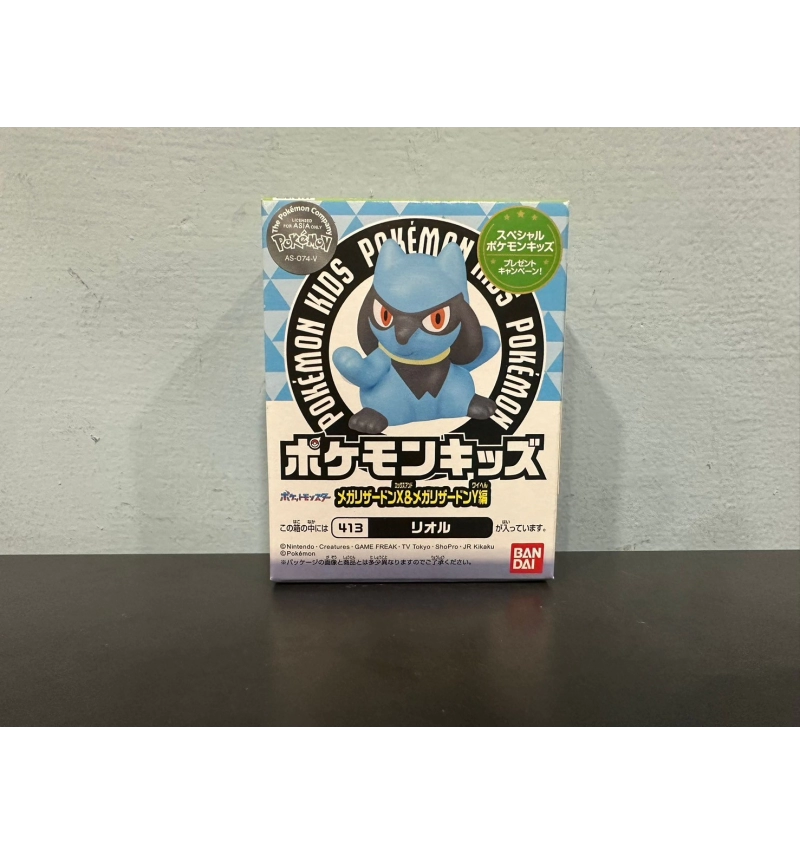 The Pokémon Company
LICENSED
FOR ASIA ONLY
POKÉMON
AS-074-V
スペシャル
ポケモンキッズ
プレゼント
キャンペーン!
POKÉMON KIDS POKÉMON KIDS POKÉMON
ポケモンキッズ
ポケットモンスター
メガリザードンX&メガリザードンY編
この箱の中には 413 リオル が入っています。
©Nintendo・Creatures・GAME FREAK・TV Tokyo・ShoPro・JR Kikaku
©Pokémon
※パッケージの画像と商品とは多少異なりますのでご了承ください。
BAN
DAI